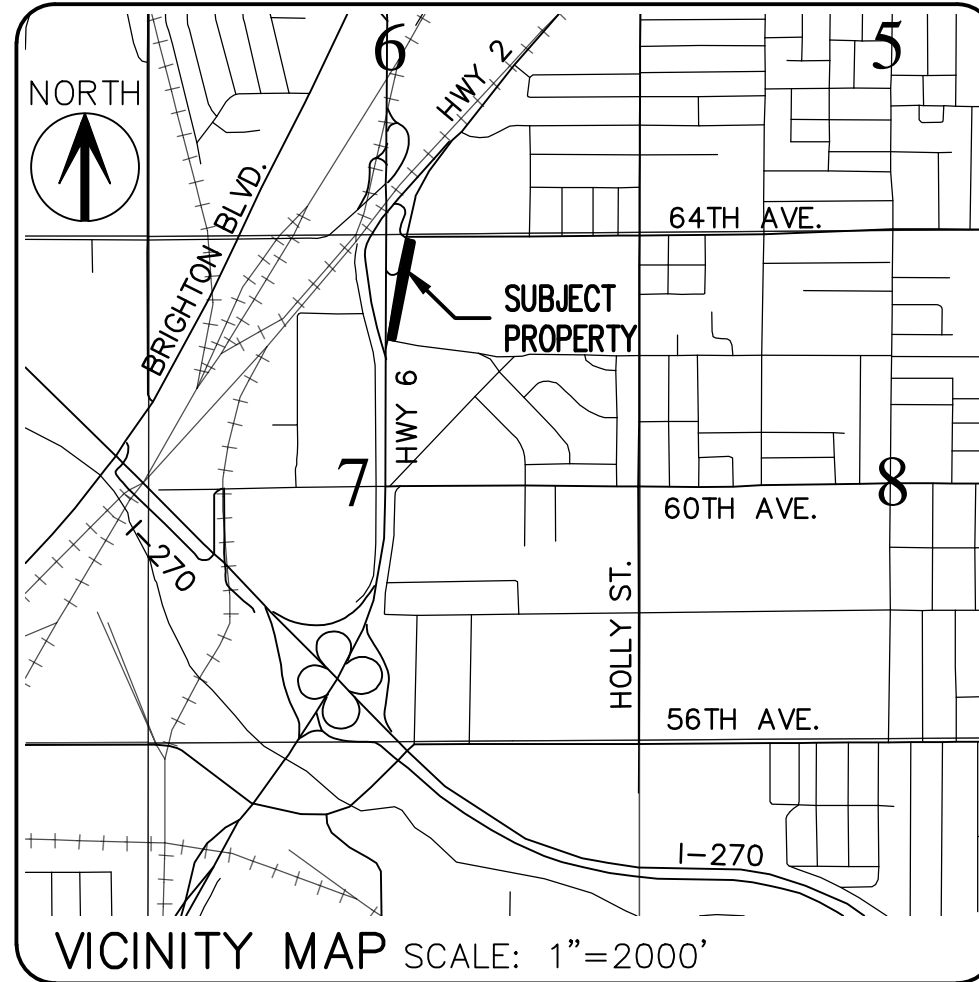 6
5
HWY 2
NORTH
BRIGHTON BLVD.
64TH AVE.
SUBJECT
PROPERTY
HWY 6
7
8
60TH AVE.
I-270
HOLLY ST.
56TH AVE.
I-270
VICINITY MAP SCALE: 1"=2000'